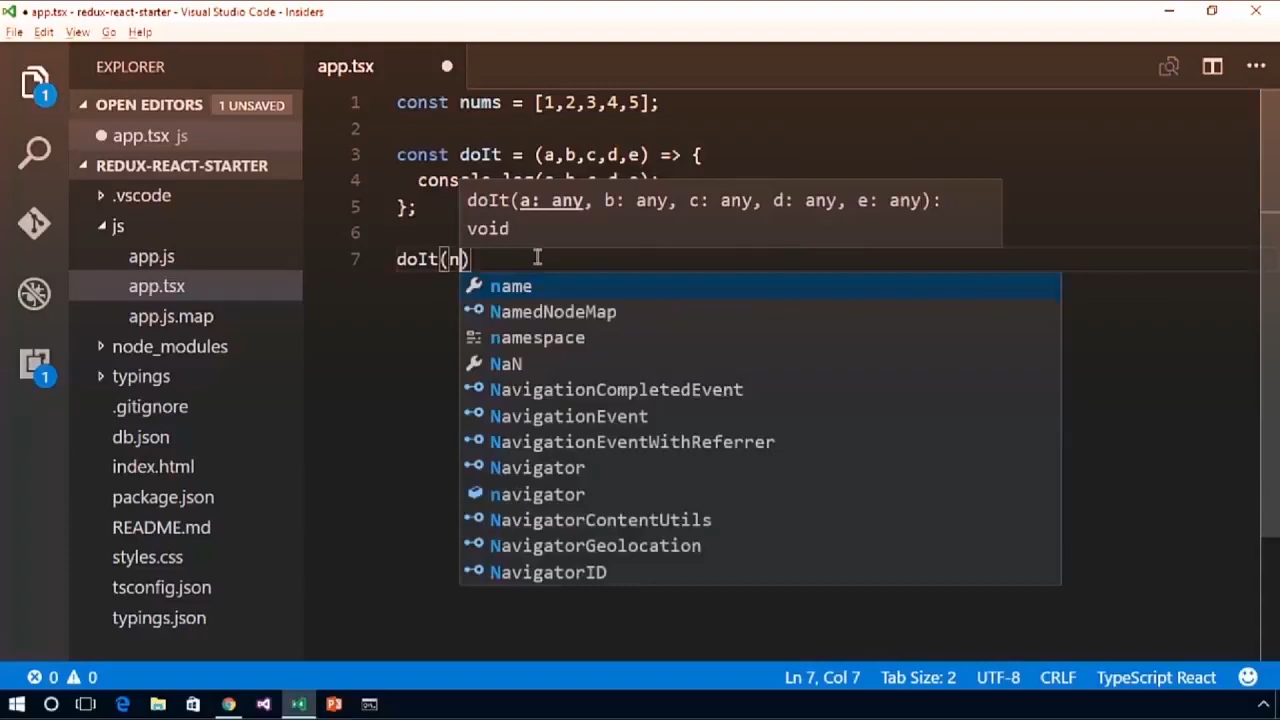 ● app.tsx - redux-react-starter - Visual Studio Code - Insiders
File Edit View Go Help
EXPLORER
OPEN EDITORS 1 UNSAVED
app.tsx js
REDUX-REACT-STARTER
.vscode
js
app.js
app.tsx
app.js.map
node_modules
typings
.gitignore
db.json
index.html
package.json
README.md
styles.css
tsconfig.json
typings.json
1
1
app.tsx
1 const nums = [1,2,3,4,5];
2
3 const doIt = (a,b,c,d,e) => {
4 console.log(a,b,c,d,e);
5 };
6
7 doIt(n)
doIt(a: any, b: any, c: any, d: any, e: any):
void
name
NamedNodeMap
namespace
NaN
NavigationCompletedEvent
NavigationEvent
NavigationEventWithReferrer
Navigator
navigator
NavigatorContentUtils
NavigatorGeolocation
NavigatorID
0 0 Ln 7, Col 7 Tab Size: 2 UTF-8 CRLF TypeScript React